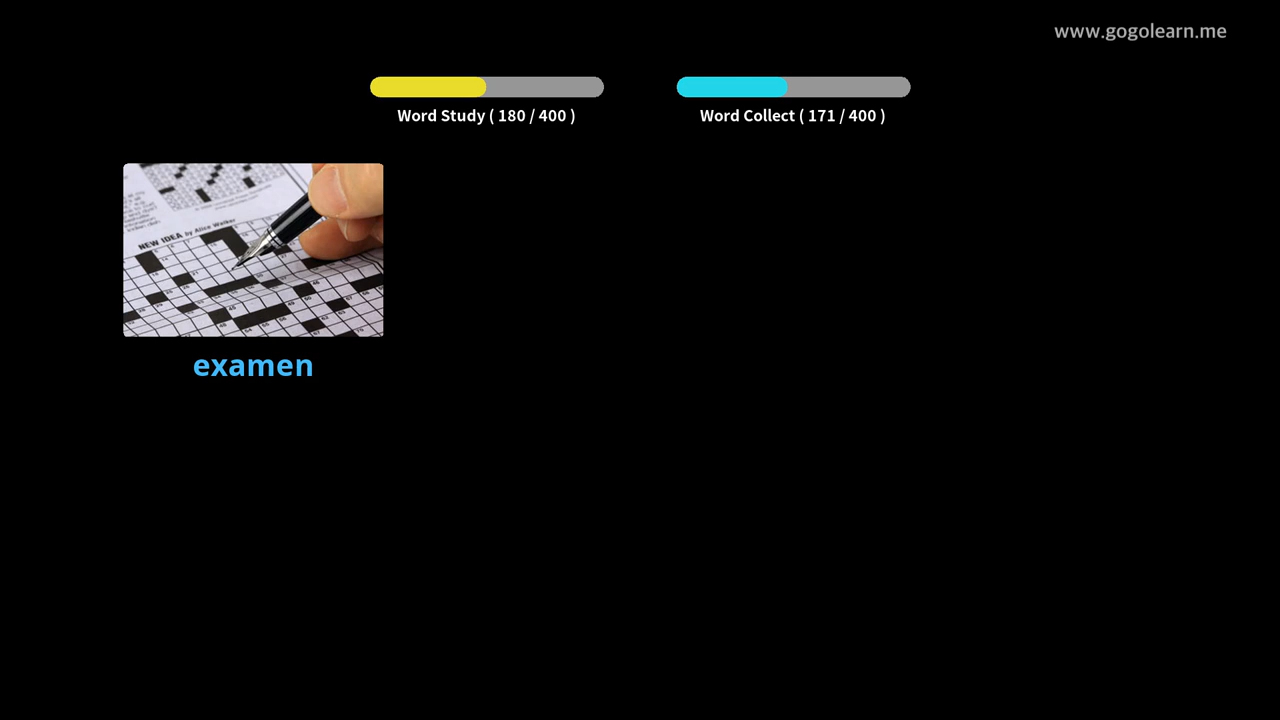 www.gogolearn.me
Word Study ( 180 / 400 )
Word Collect ( 171 / 400 )
NEW IDEA by Alice Walker
examen